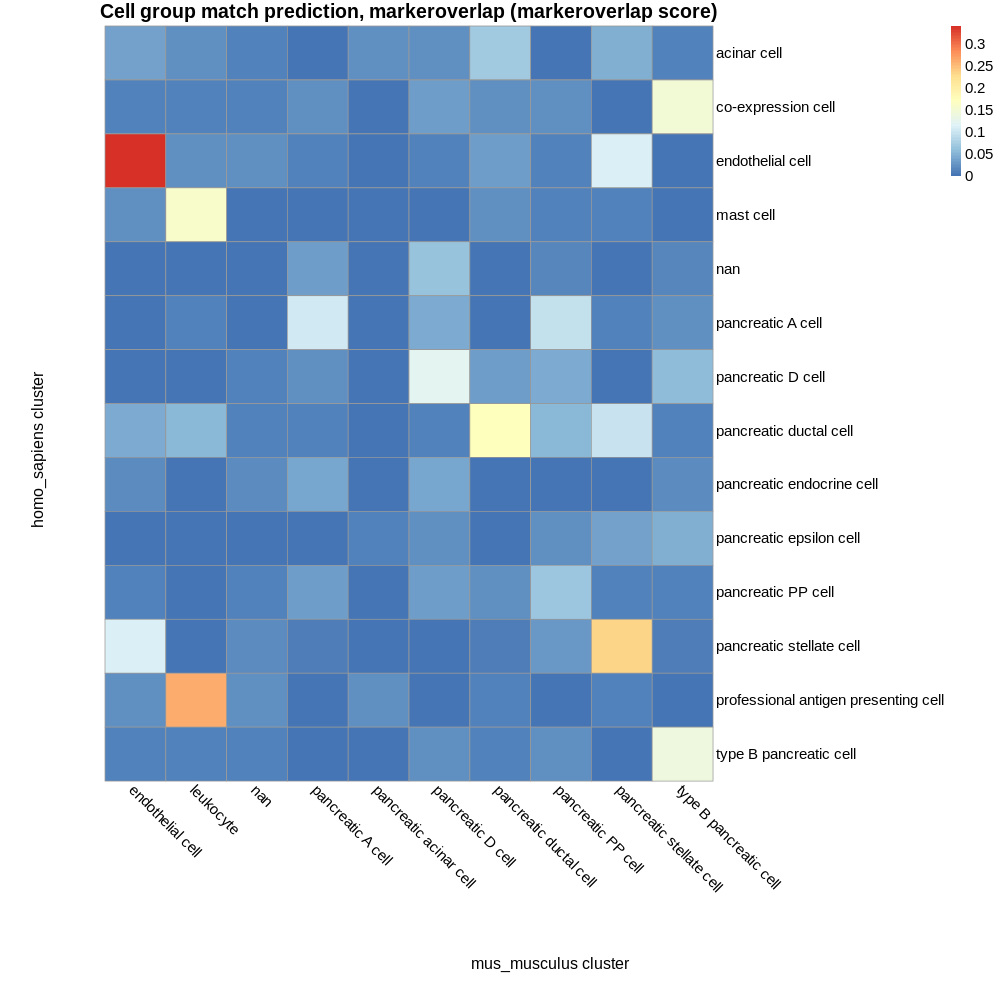 Cell group match prediction, markeroverlap (markeroverlap score)
acinar cell
co-expression cell
endothelial cell
mast cell
nan
pancreatic A cell
pancreatic D cell
pancreatic ductal cell
pancreatic endocrine cell
pancreatic epsilon cell
pancreatic PP cell
pancreatic stellate cell
professional antigen presenting cell
type B pancreatic cell
0.3
0.25
0.2
0.15
0.1
0.05
0
homo_sapiens cluster
endothelial cell
leukocyte
nan
pancreatic A cell
pancreatic acinar cell
pancreatic D cell
pancreatic ductal cell
pancreatic PP cell
pancreatic stellate cell
type B pancreatic cell
mus_musculus cluster